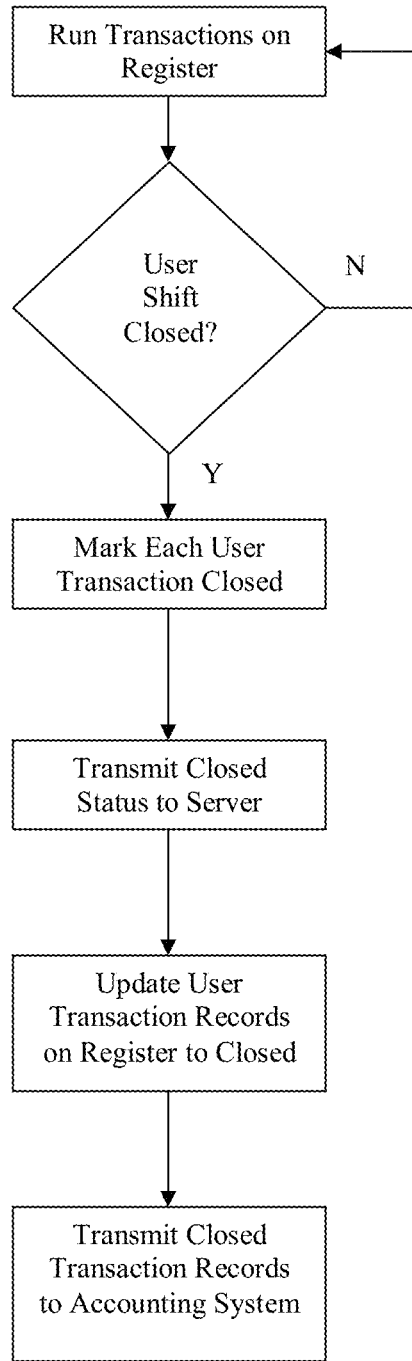 Run Transactions on
Register
User
Shift
Closed?
N
Y
Mark Each User
Transaction Closed
Transmit Closed
Status to Server
Update User
Transaction Records
on Register to Closed
Transmit Closed
Transaction Records
to Accounting System